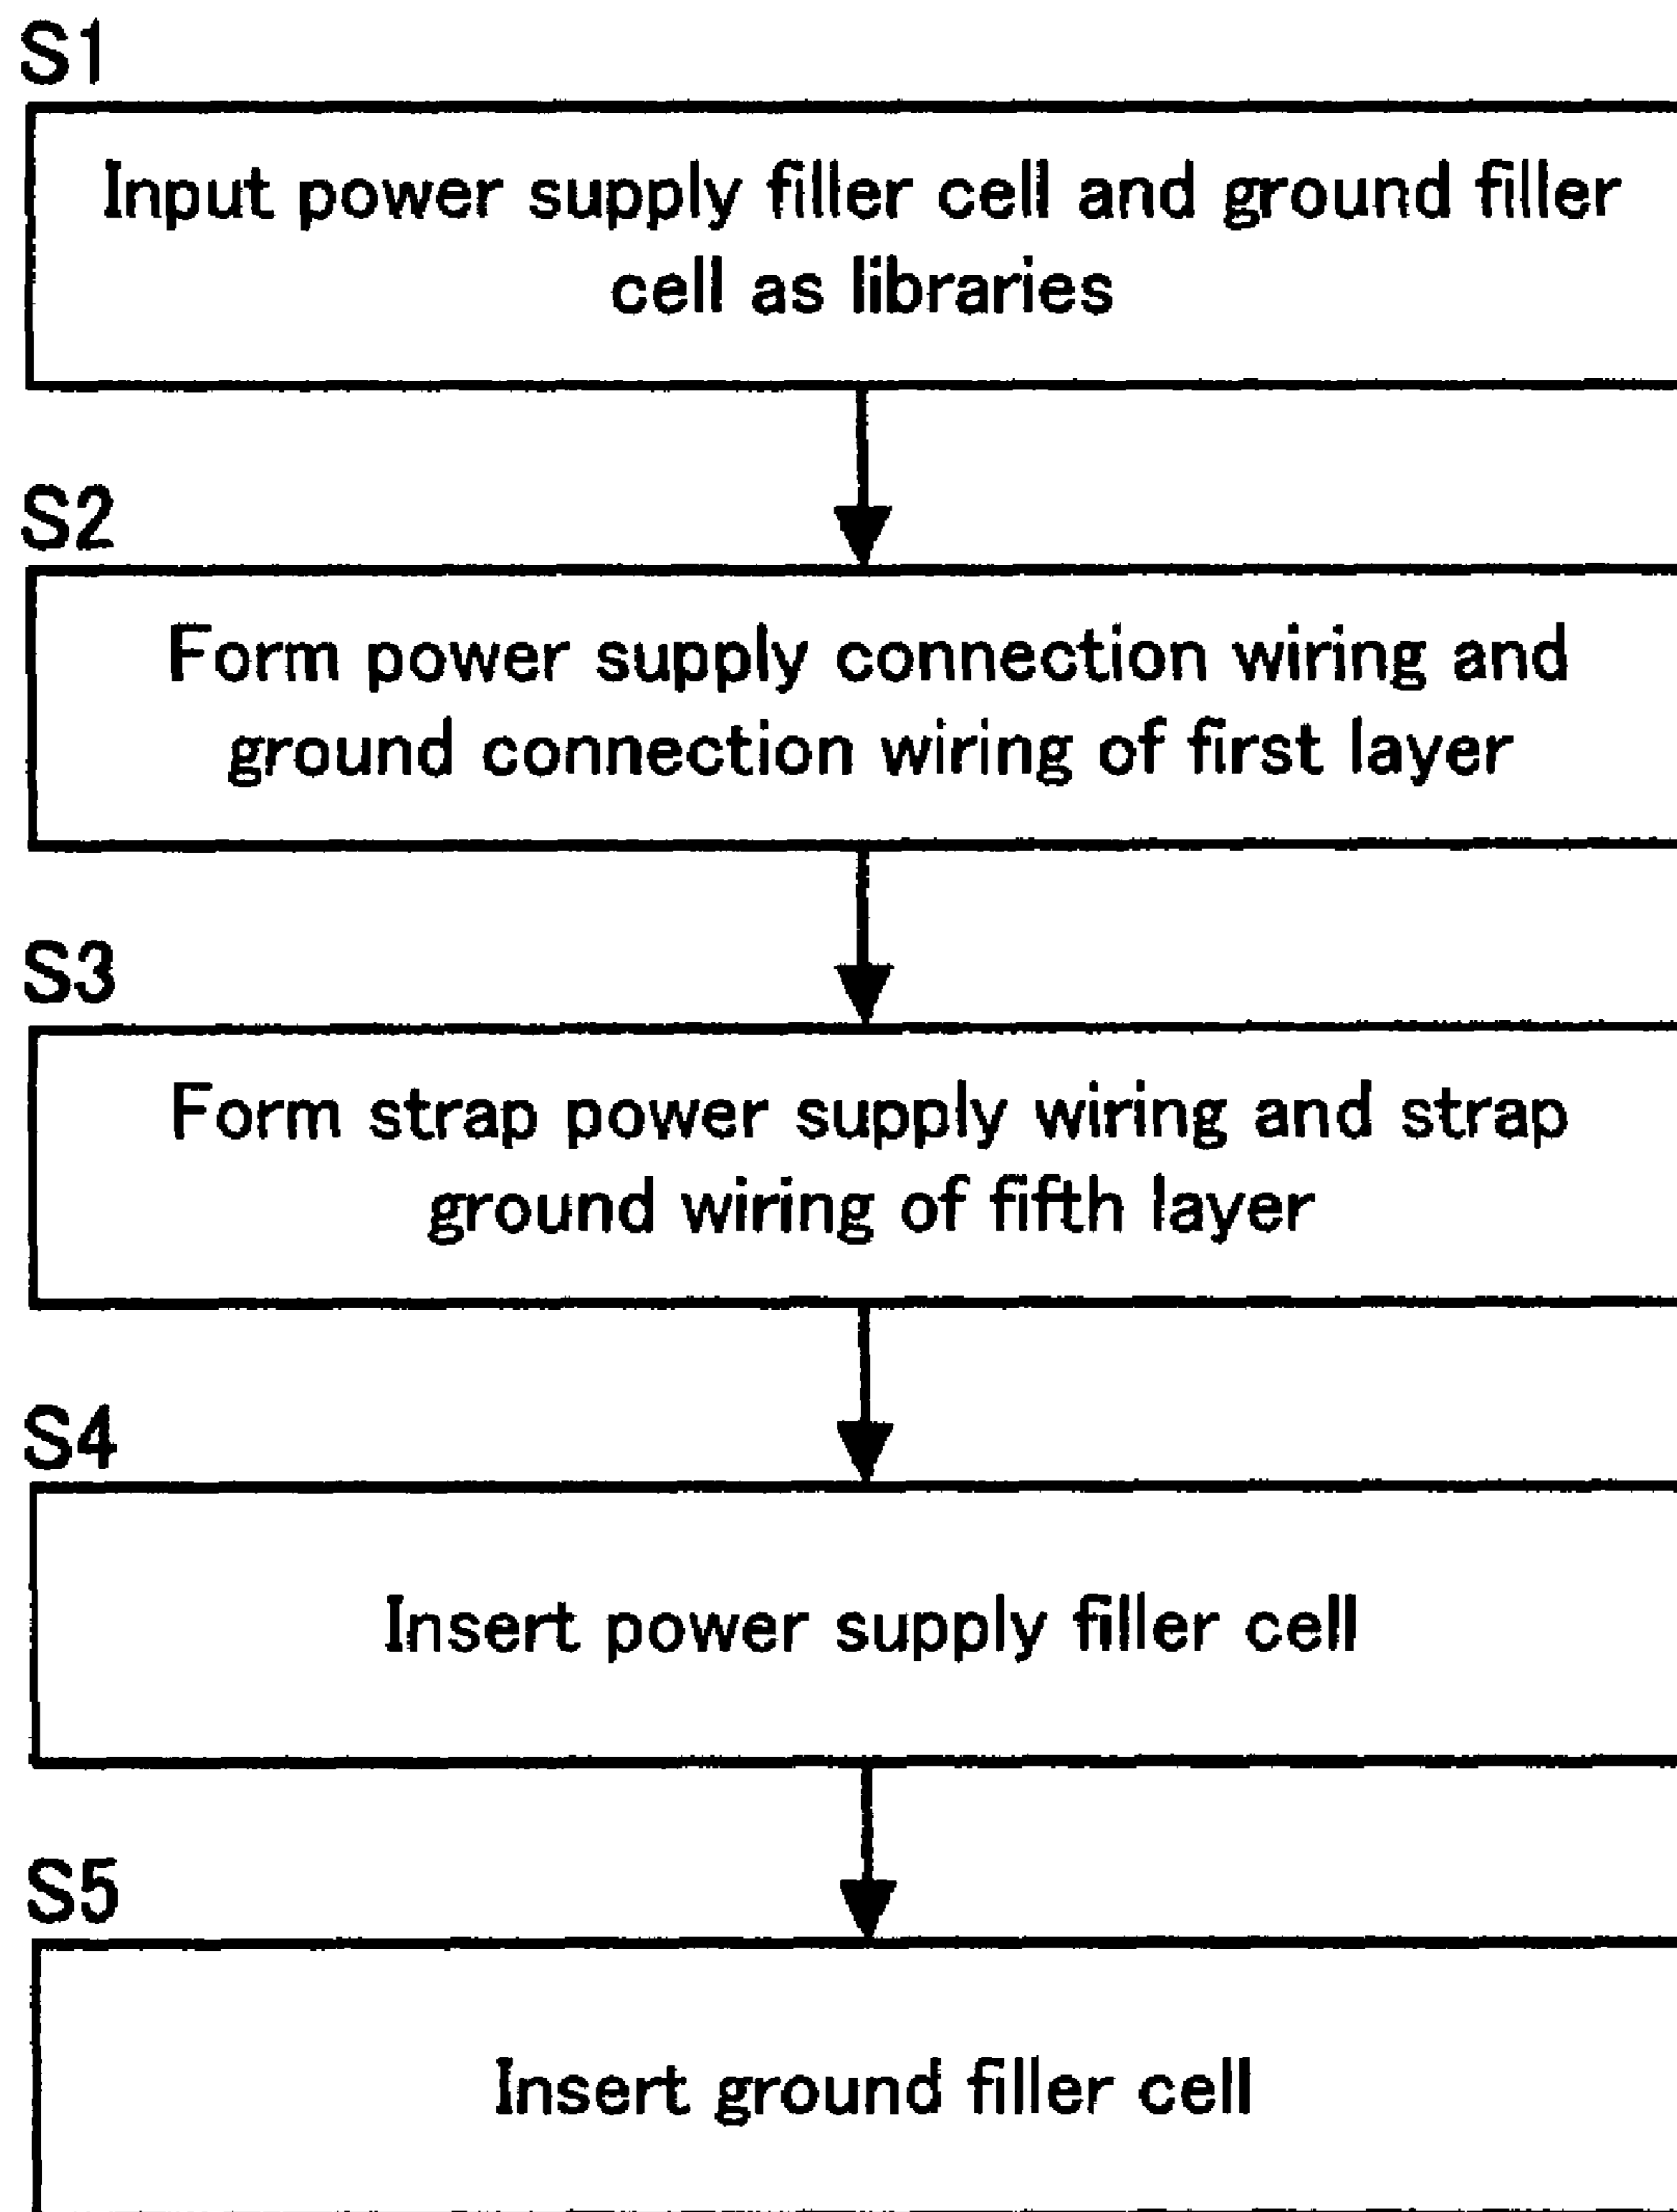 S1
Input power supply filler cell and ground filler
cell as libraries
S2
Form power supply connection wiring and
ground connection wiring of first layer
S3
Form strap power supply wiring and strap
ground wiring of fifth layer
S4
Insert power supply filler cell
S5
Insert ground filler cell